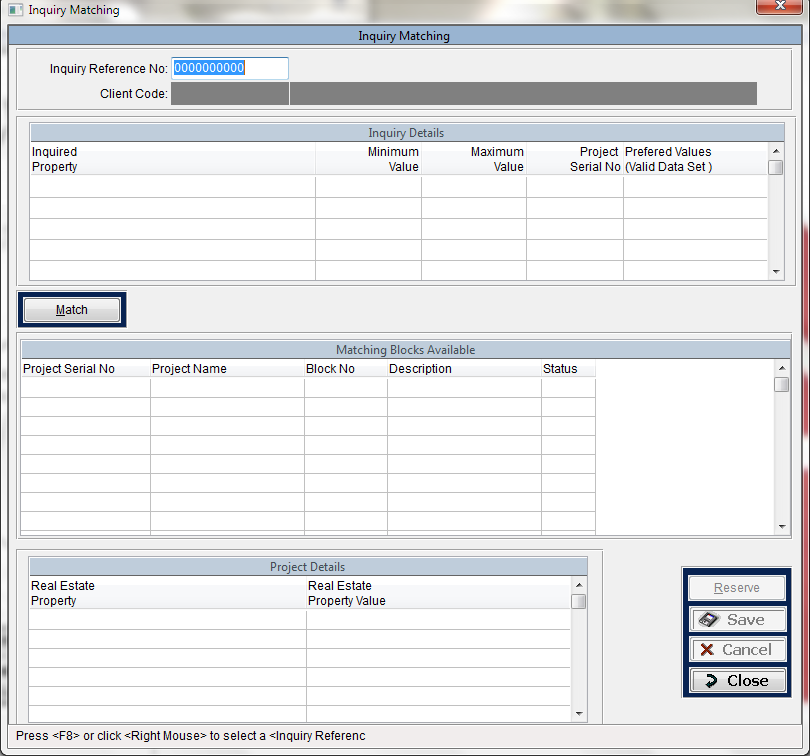 Inquiry Matching
Inquiry Matching
Inquiry Reference No: 0000000000
Client Code:
Inquiry Details
Inquired Property
Minimum Value
Maximum Value
Project Serial No
Prefered Values (Valid Data Set )
Match
Matching Blocks Available
Project Serial No Project Name Block No Description Status
Project Details
Real Estate Property
Real Estate Property Value
Reserve
Save
Cancel
Close
Press <F8> or click <Right Mouse> to select a <Inquiry Referenc